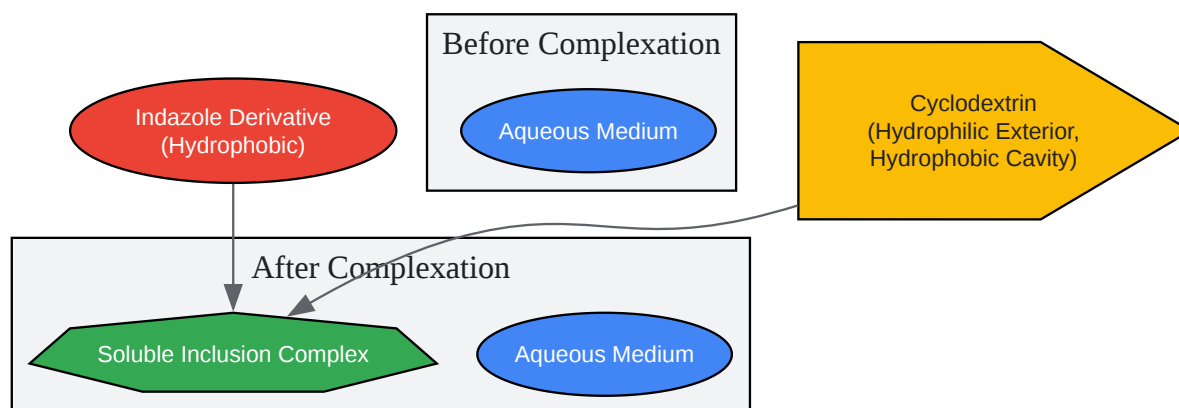 Before Complexation
Indazole Derivative
(Hydrophobic)
Aqueous Medium
Cyclodextrin
(Hydrophilic Exterior,
Hydrophobic Cavity)
After Complexation
Soluble Inclusion Complex
Aqueous Medium